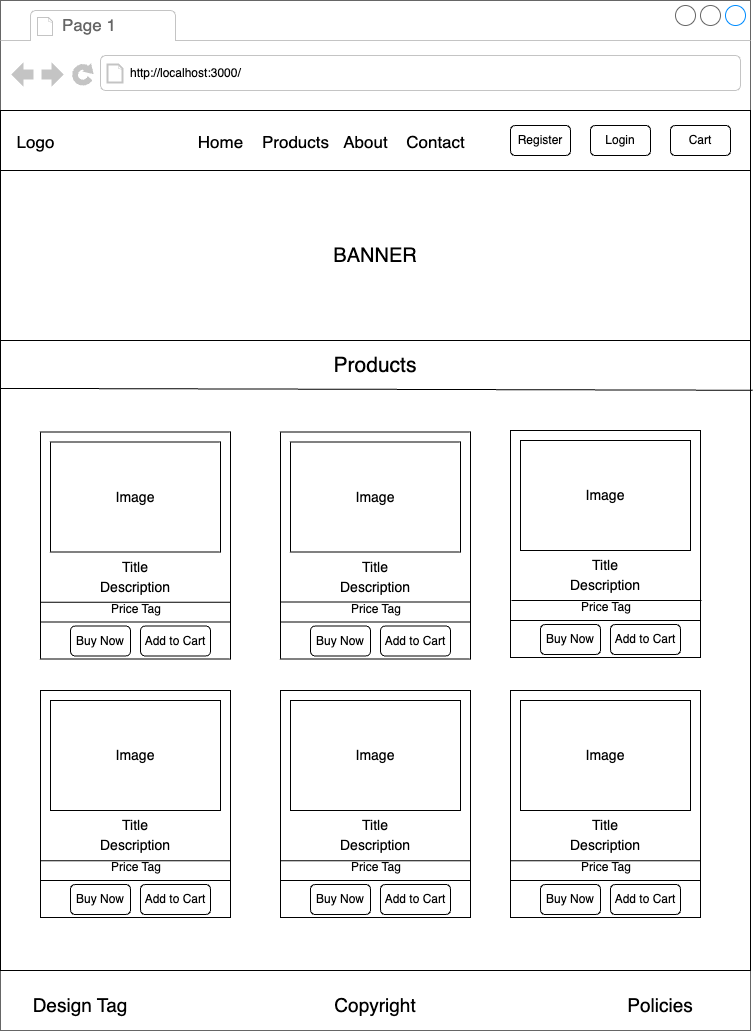 Page 1
http://localhost:3000/
Logo Home Products About Contact Register Login Cart
BANNER
Products
Image Image Image
Title Title Title
Description Description Description
Price Tag Price Tag Price Tag
Buy Now Add to Cart Buy Now Add to Cart Buy Now Add to Cart
Image Image Image
Title Title Title
Description Description Description
Price Tag Price Tag Price Tag
Buy Now Add to Cart Buy Now Add to Cart Buy Now Add to Cart
Design Tag Copyright Policies